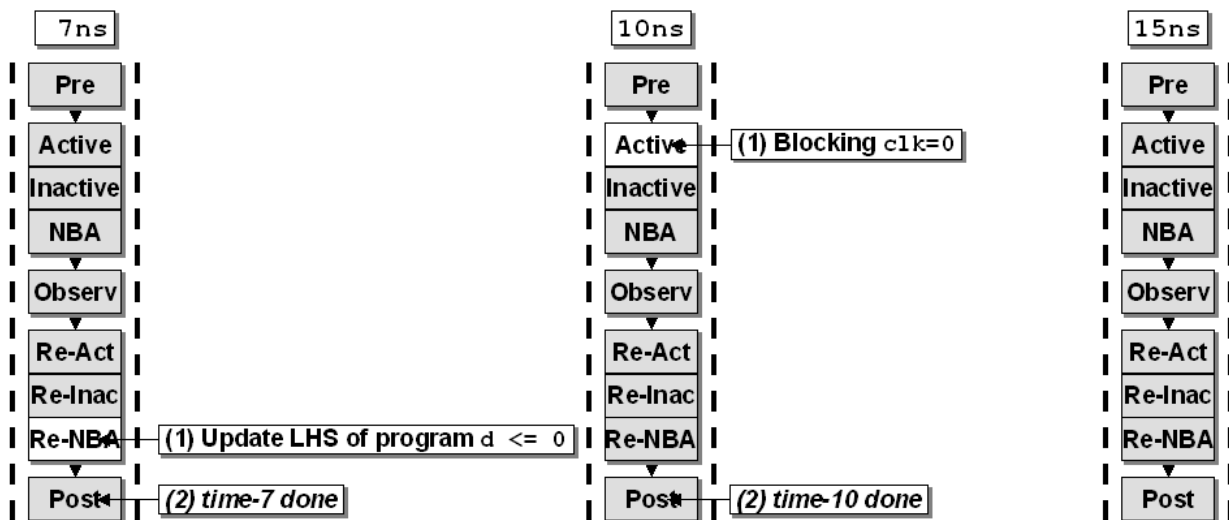 7ns
Pre
Active
Inactive
NBA
Observ
Re-Act
Re-Inac
Re-NBA
(1) Update LHS of program d <= 0
Post
(2) time-7 done
10ns
Pre
Active
(1) Blocking clk=0
Inactive
NBA
Observ
Re-Act
Re-Inac
Re-NBA
Post
(2) time-10 done
15ns
Pre
Active
Inactive
NBA
Observ
Re-Act
Re-Inac
Re-NBA
Post